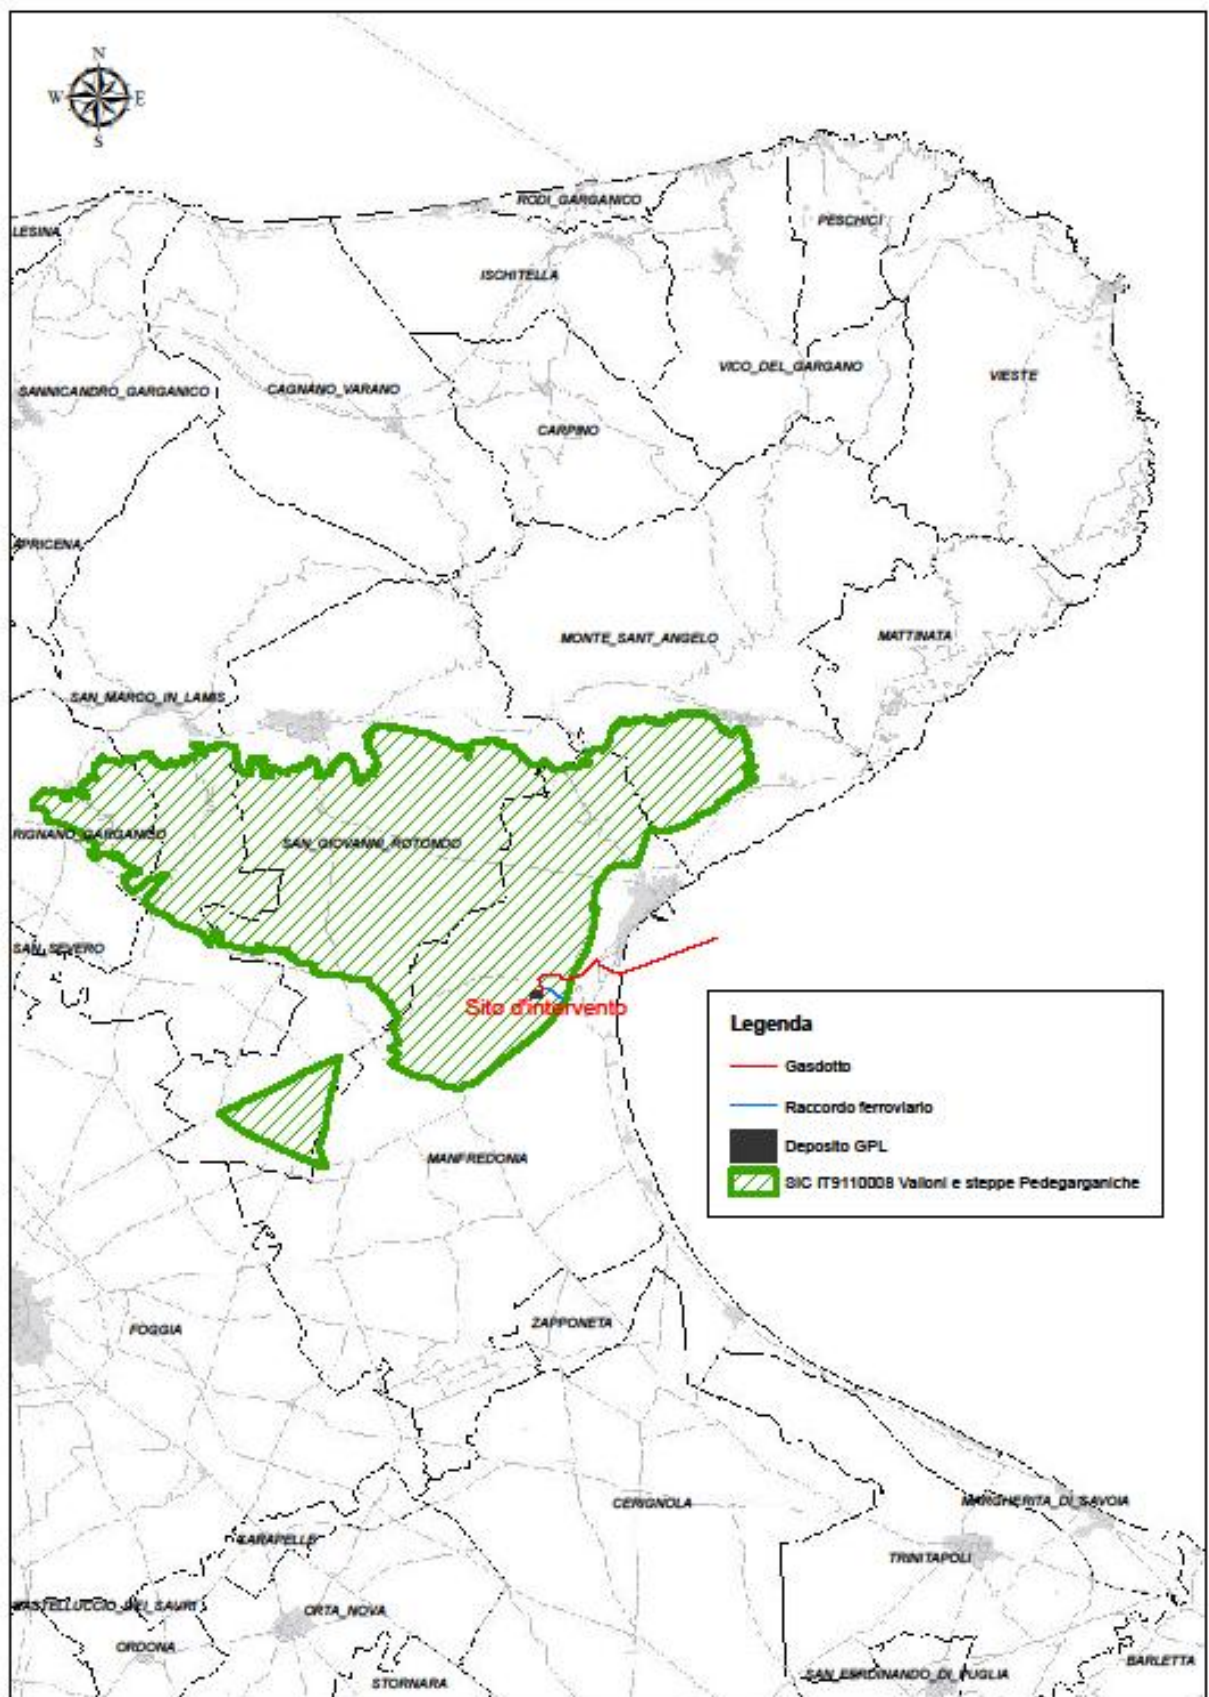 N
W E
S
RODI_GARGANICO
PESCHICI
LESINA
ISCHITELLA
VICO_DEL_GARGANO
VIESTE
SANNICANDRO_GARGANICO
CAGNANO_VARANO
CARPINO
APRICENA
MONTE_SANT_ANGELO
MATTINATA
SAN_MARCO_IN_LAMIS
RIGNANO_GARGANICO
SAN_GIOVANNI_ROTONDO
SAN_SEVERO
Sito d'intervento
Legenda
Gasdotto
Raccordo ferroviario
Deposito GPL
SIC IT9110008 Valloni e steppe Pedegarganiche
MANFREDONIA
FOGGIA
ZAPPONETA
CERIGNOLA
MARGHERITA_DI_SAVOIA
CARAPELLE
TRINITAPOLI
CASTELLUCCIO_DEI_SAURI
ORTA_NOVA
ORDONA
BARLETTA
SAN_FERDINANDO_DI_PUGLIA
STORNARA